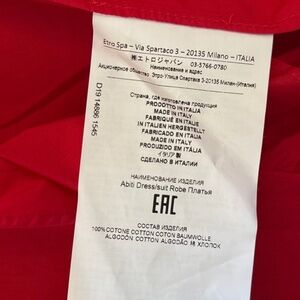 Etro Spa – Via Spartaco 3 – 20135 Milano – ITALIA
㈱エトロジャパン 03-5766-0780
Наименование и адрес
Акционерное общество Этро-Улица Спартака 3-20135 Милан-(Италия)
Страна, где изготовлена продукция
PRODOTTO IN ITALIA
MADE IN ITALY
FABRIQUÉ EN ITALIE
IN ITALIEN HERGESTELLT
FABRICADO EN ITALIA
MADE IN ITALY
PRODUZIDO EM ITÁLIA
イタリア製
СДЕЛАНО В ИТАЛИИ
НАИМЕНОВАНИЕ ИЗДЕЛИЯ
Abiti Dress/suit Robe Платья
EAC
СОСТАВ ИЗДЕЛИЯ
100% COTONE COTTON COTON BAUMWOLLE
ALGODÓN COTTON ALGODÃO 綿 ХЛОПОК
D19 14886 1545